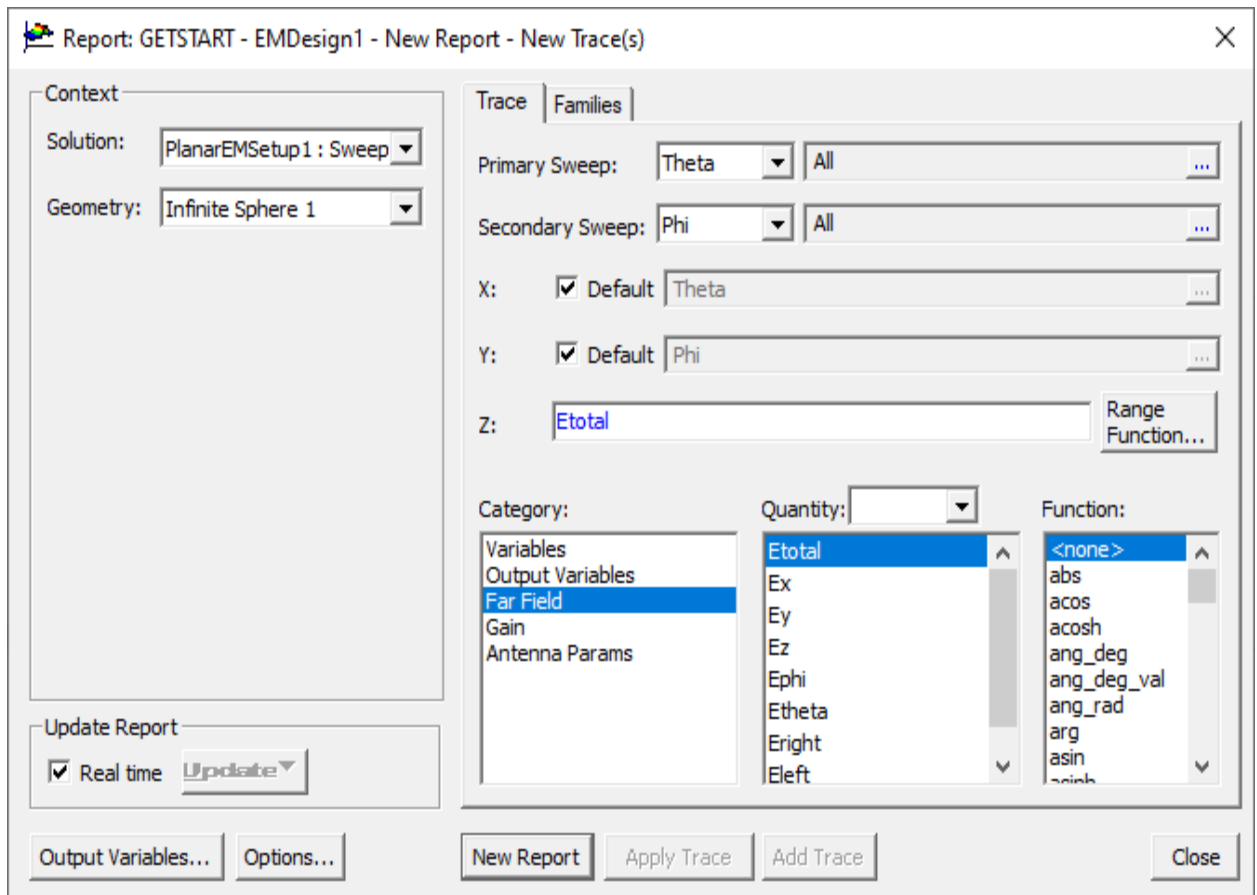 Report: GETSTART - EMDesign1 - New Report - New Trace(s)
Context
Solution: PlanarEMSetup1 : Sweep
Geometry: Infinite Sphere 1
Update Report
Real time Update
Output Variables... Options...
Trace Families
Primary Sweep: Theta All ...
Secondary Sweep: Phi All ...
X: Default Theta ...
Y: Default Phi ...
Z: Etotal Range
Function...
Category:
Variables
Output Variables
Far Field
Gain
Antenna Params
Quantity:
Etotal
Ex
Ey
Ez
Ephi
Etheta
Eright
Eleft
Function:
<none>
abs
acos
acosh
ang_deg
ang_deg_val
ang_rad
arg
asin
asinh
New Report Apply Trace Add Trace Close